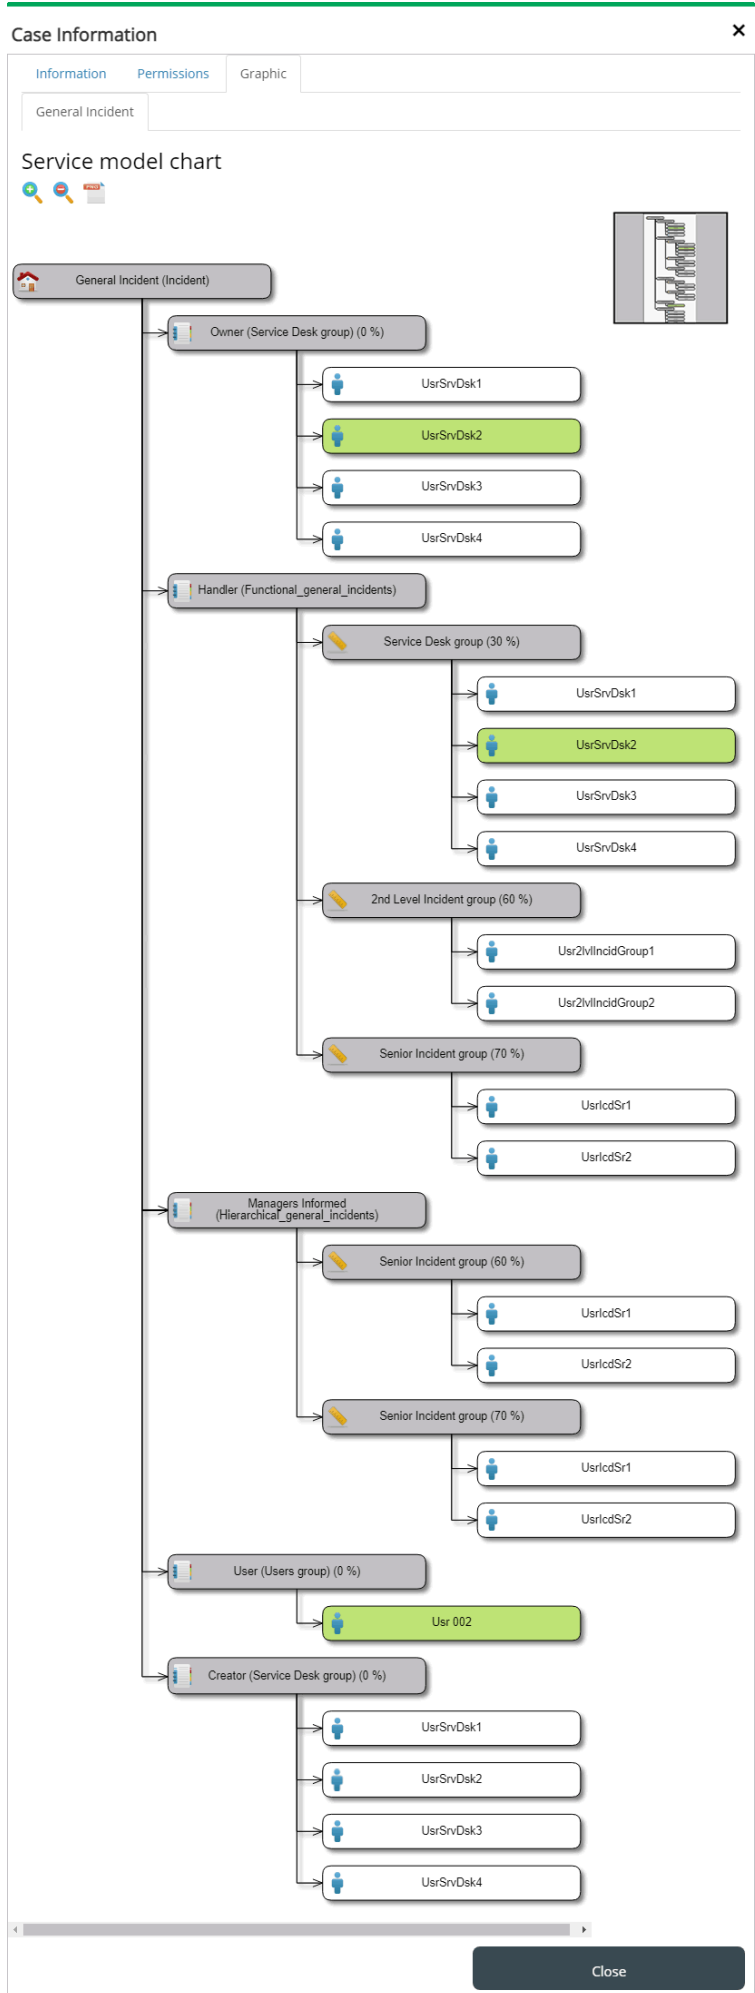 Case Information
Information Permissions Graphic
General Incident
Service model chart
General Incident (Incident)
Owner (Service Desk group) (0 %)
UsrSrvDsk1
UsrSrvDsk2
UsrSrvDsk3
UsrSrvDsk4
Handler (Functional_general_incidents)
Service Desk group (30 %)
UsrSrvDsk1
UsrSrvDsk2
UsrSrvDsk3
UsrSrvDsk4
2nd Level Incident group (60 %)
Usr2lvlIncidGroup1
Usr2lvlIncidGroup2
Senior Incident group (70 %)
UsrIcdSr1
UsrIcdSr2
Managers Informed
(Hierarchical_general_incidents)
Senior Incident group (60 %)
UsrIcdSr1
UsrIcdSr2
Senior Incident group (70 %)
UsrIcdSr1
UsrIcdSr2
User (Users group) (0 %)
Usr 002
Creator (Service Desk group) (0 %)
UsrSrvDsk1
UsrSrvDsk2
UsrSrvDsk3
UsrSrvDsk4
Close